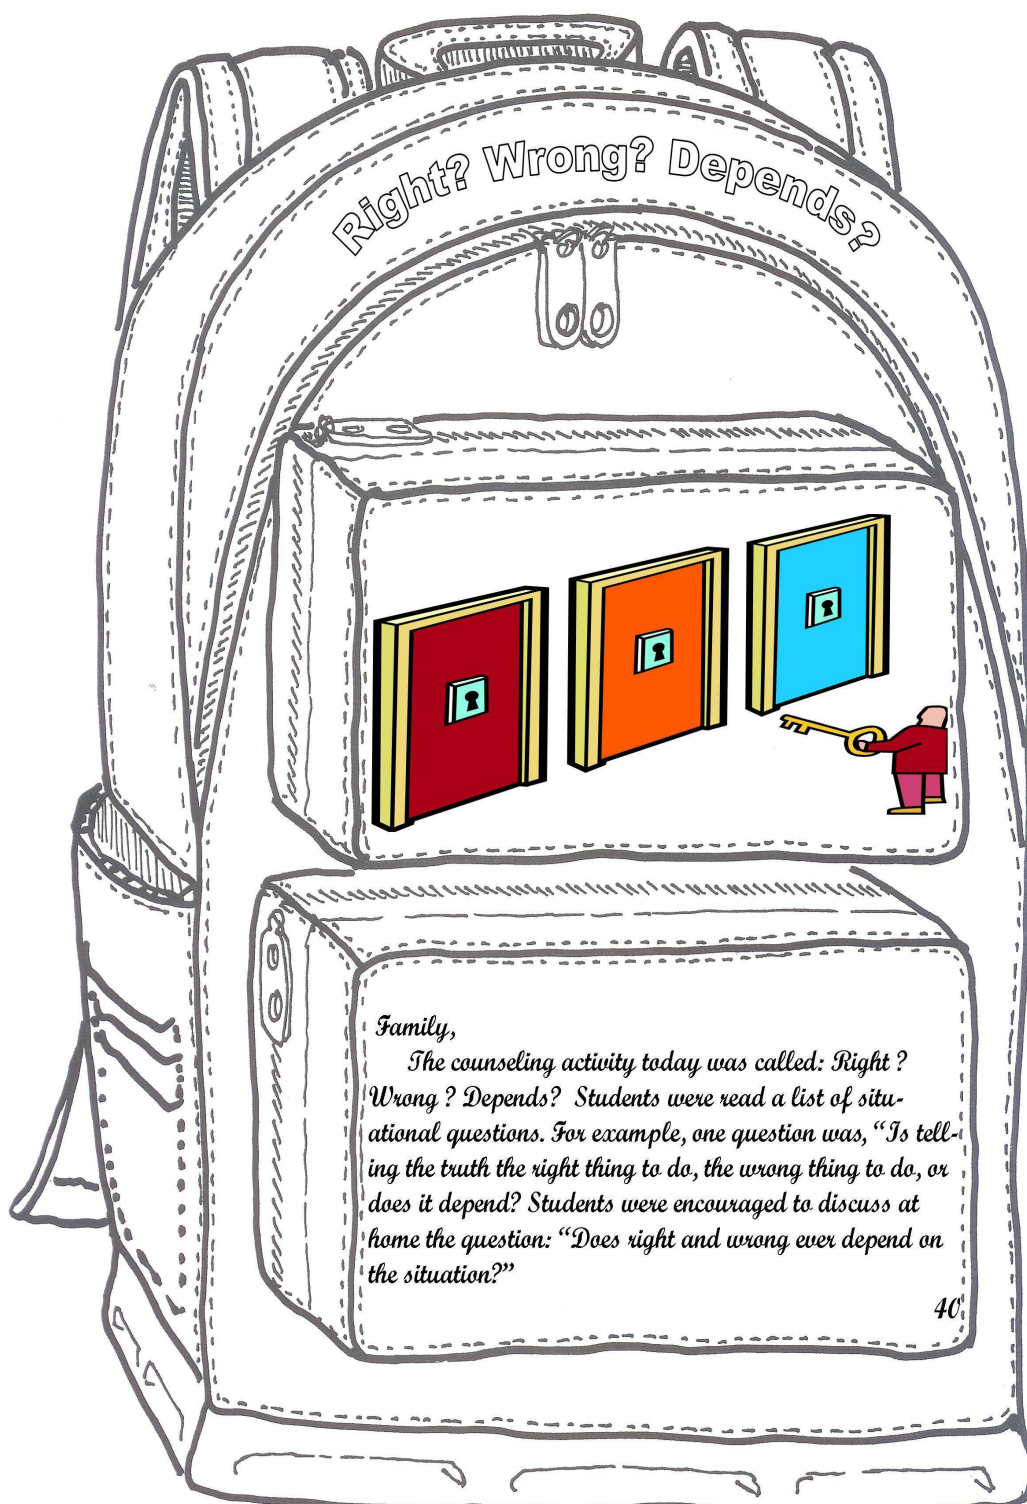 Right? Wrong? Depends?
Family,
The counseling activity today was called: Right ?
Wrong ? Depends? Students were read a list of situ-
ational questions. For example, one question was, “Is tell-
ing the truth the right thing to do, the wrong thing to do, or
does it depend? Students were encouraged to discuss at
home the question: “Does right and wrong ever depend on
the situation?”
40